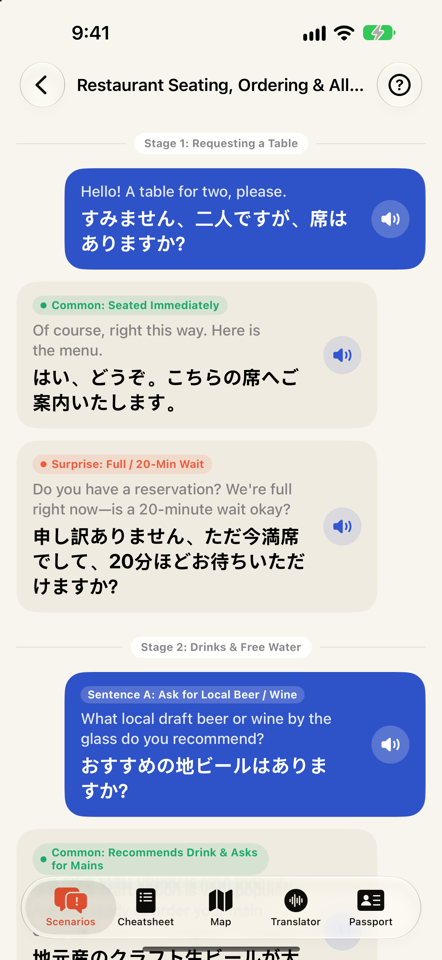 9:41
Restaurant Seating, Ordering & All...
Stage 1: Requesting a Table
Hello! A table for two, please.
すみません、二人ですが、席は
ありますか?
Common: Seated Immediately
Of course, right this way. Here is
the menu.
はい、どうぞ。こちらの席へご
案内いたします。
Surprise: Full / 20-Min Wait
Do you have a reservation? We're full
right now—is a 20-minute wait okay?
申し訳ありません、ただ今満席
でして、20分ほどお待ちいただ
けますか?
Stage 2: Drinks & Free Water
Sentence A: Ask for Local Beer / Wine
What local draft beer or wine by the
glass do you recommend?
おすすめの地ビールはありま
すか?
Common: Recommends Drink & Asks
for Mains
Scenarios
Cheatsheet
Map
Translator
Passport
地元産のクラフト生ビールが大